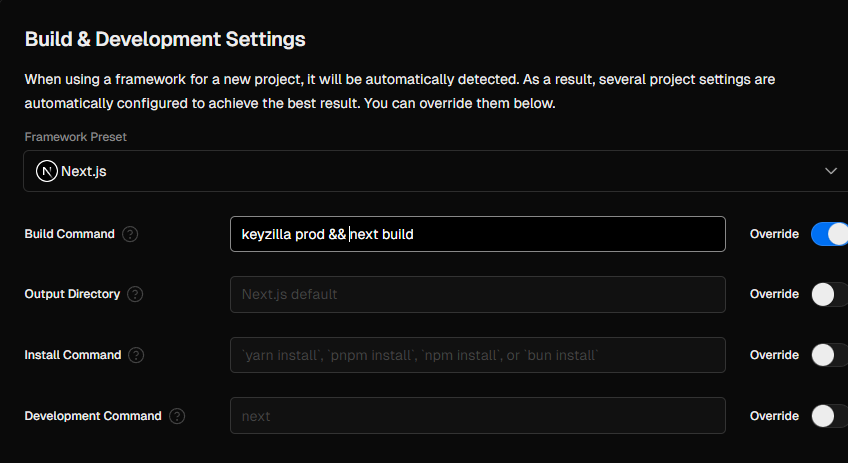 Build & Development Settings
When using a framework for a new project, it will be automatically detected. As a result, several project settings are
automatically configured to achieve the best result. You can override them below.
Framework Preset
N Next.js
Build Command ? keyzilla prod && next build Override
Output Directory ? Next.js default Override
Install Command ? `yarn install`, `pnpm install`, `npm install`, or `bun install` Override
Development Command ? next Override